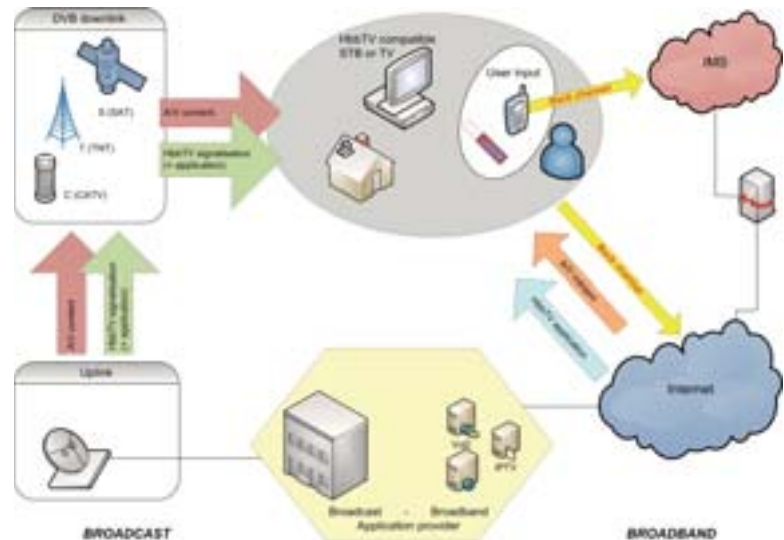 DVB downlink
S (SAT)
T (TNT)
C (CATV)
A/V content
HbbTV signalisation
(+ application)
HbbTV compatible
STB or TV
User input
Back channel
IMS
A/V content
HbbTV signalisation
(+ application)
Back channel
A/V content
HbbTV application
Internet
Uplink
VoD
IPTV
Broadcast - Broadband
Application provider
BROADCAST
BROADBAND